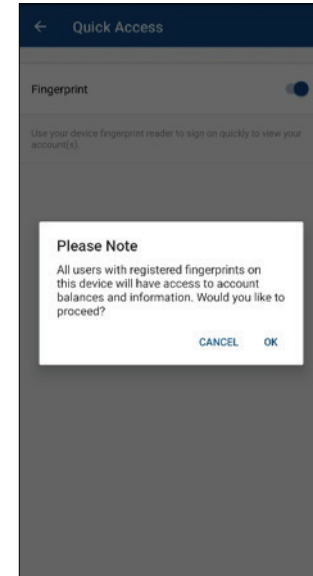 Quick Access
Fingerprint
Use your device fingerprint reader to sign on quickly to view your
account(s).
Please Note
All users with registered fingerprints on
this device will have access to account
balances and information. Would you like to
proceed?
CANCEL OK